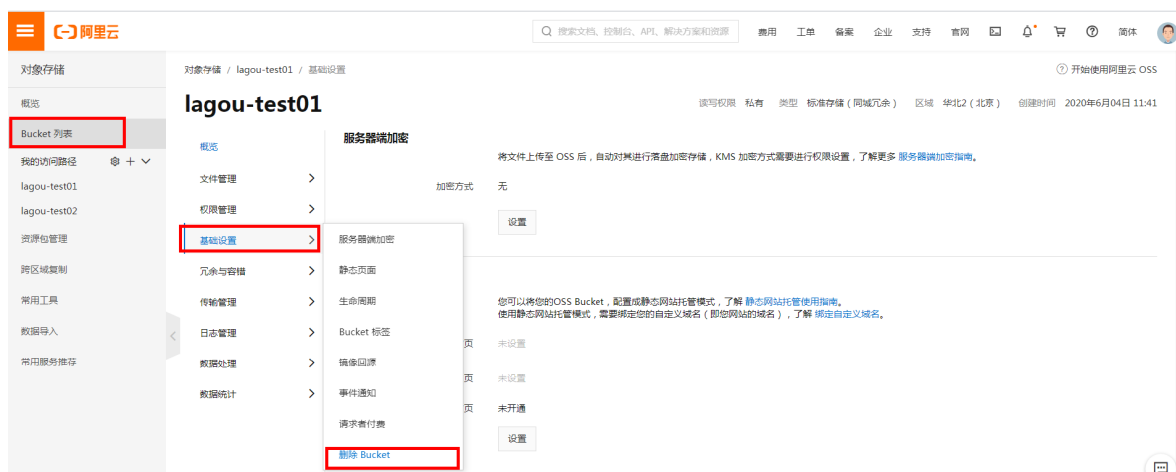 阿里云
搜索文档、控制台、API、解决方案和资源
费用 工单 备案 企业 支持 官网 简体
对象存储
对象存储 / lagou-test01 / 基础设置
开始使用阿里云 OSS
概览
lagou-test01
读写权限 私有 类型 标准存储 ( 同城冗余 ) 区域 华北2 ( 北京 ) 创建时间 2020年6月04日 11:41
Bucket 列表
我的访问路径
lagou-test01
lagou-test02
资源包管理
跨区域复制
常用工具
数据导入
常用服务推荐
概览
文件管理
权限管理
基础设置
冗余与容错
传输管理
日志管理
数据处理
数据统计
服务器端加密
静态页面
生命周期
Bucket 标签
镜像回源
事件通知
请求者付费
删除 Bucket
服务器端加密
将文件上传至 OSS 后，自动对其进行落盘加密存储，KMS 加密方式需要进行权限设置，了解更多 服务器端加密指南。
加密方式 无
设置
您可以将您的OSS Bucket，配置成静态网站托管模式，了解 静态网站托管使用指南。
使用静态网站托管模式，需要绑定您的自定义域名（即您网站的域名），了解 绑定自定义域名。
页 未设置
页 未设置
页 未开通
设置